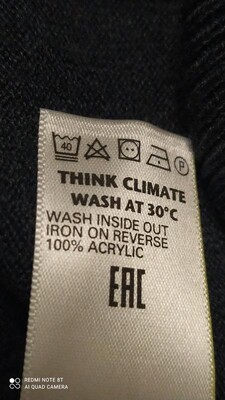 40 P
THINK CLIMATE
WASH AT 30°C
WASH INSIDE OUT
IRON ON REVERSE
100% ACRYLIC
EAC
REDMI NOTE 8T
AI QUAD CAMERA